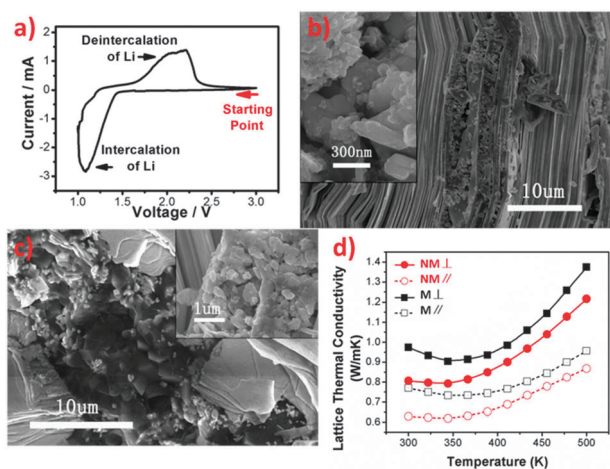 a)
Deintercalation
of Li
Starting
Point
Intercalation
of Li
Current / mA
1
0
-1
-2
-3
1.0 1.5 2.0 2.5 3.0
Voltage / V
b)
300nm
10um
c)
1um
10um
d)
NM⊥
NM//
M⊥
M//
Lattice Thermal Conductivity
(W/mK)
1.4
1.3
1.2
1.1
1.0
0.9
0.8
0.7
0.6
300 350 400 450 500
Temperature (K)